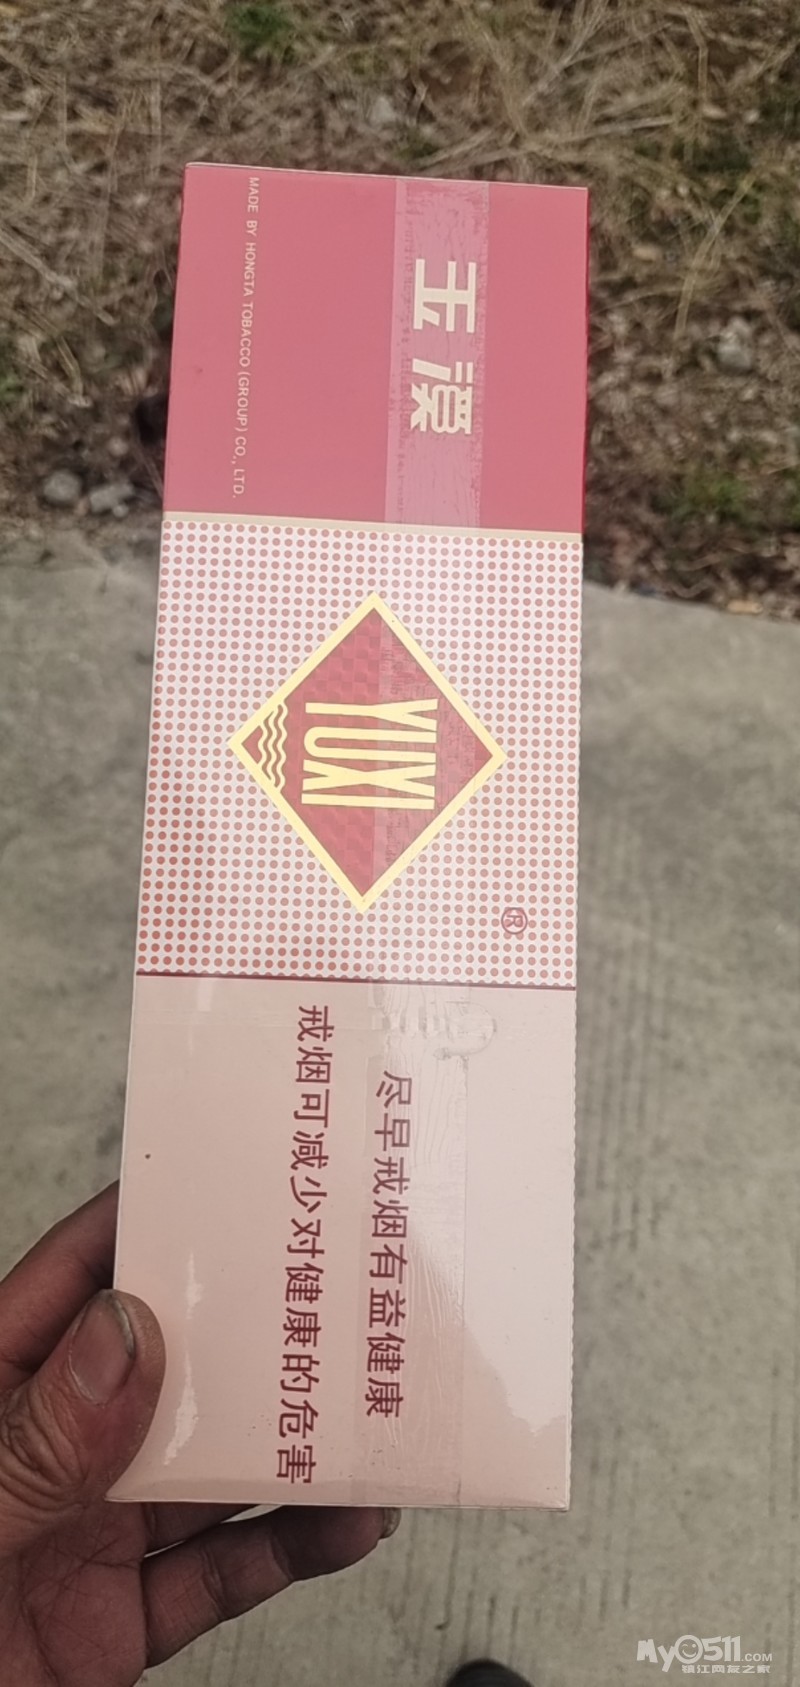 玉溪
MADE BY HONGTA TOBACCO (GROUP) CO., LTD.
YUXI
®
尽早戒烟有益健康
戒烟可减少对健康的危害
MyO511.COM
镇江网友之家